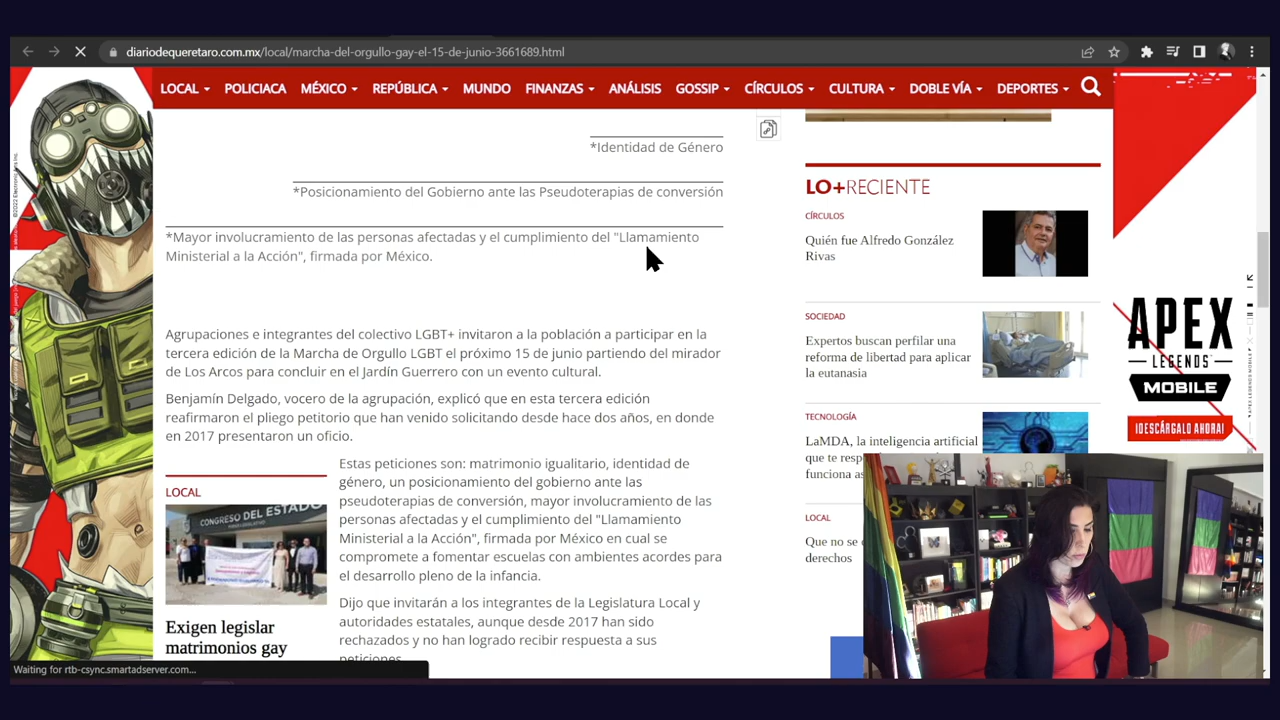 diariodequeretaro.com.mx/local/marcha-del-orgullo-gay-el-15-de-junio-3661689.html
LOCAL POLICIACA MÉXICO REPÚBLICA MUNDO FINANZAS ANÁLISIS GOSSIP CÍRCULOS CULTURA DOBLE VÍA DEPORTES
*Identidad de Género
*Posicionamiento del Gobierno ante las Pseudoterapias de conversión
*Mayor involucramiento de las personas afectadas y el cumplimiento del "Llamamiento
Ministerial a la Acción", firmada por México.
Agrupaciones e integrantes del colectivo LGBT+ invitaron a la población a participar en la
tercera edición de la Marcha de Orgullo LGBT el próximo 15 de junio partiendo del mirador
de Los Arcos para concluir en el Jardín Guerrero con un evento cultural.
Benjamín Delgado, vocero de la agrupación, explicó que en esta tercera edición
reafirmaron el pliego petitorio que han venido solicitando desde hace dos años, en donde
en 2017 presentaron un oficio.
LOCAL
CONGRESO DEL ESTADO
Exigen legislar
matrimonios gay
Estas peticiones son: matrimonio igualitario, identidad de
género, un posicionamiento del gobierno ante las
pseudoterapias de conversión, mayor involucramiento de las
personas afectadas y el cumplimiento del "Llamamiento
Ministerial a la Acción", firmada por México en cual se
compromete a fomentar escuelas con ambientes acordes para
el desarrollo pleno de la infancia.
Dijo que invitarán a los integrantes de la Legislatura Local y
autoridades estatales, aunque desde 2017 han sido
rechazados y no han logrado recibir respuesta a sus
peticiones
LO+RECIENTE
CÍRCULOS
Quién fue Alfredo González
Rivas
SOCIEDAD
Expertos buscan perfilar una
reforma de libertad para aplicar
la eutanasia
TECNOLOGÍA
LaMDA, la inteligencia artificial
que te
funciona
LOCAL
Que no se
derechos
APEX
LEGENDS
MOBILE
¡DESCÁRGALO AHORA!
Waiting for rtb-csync.smartadserver.com...